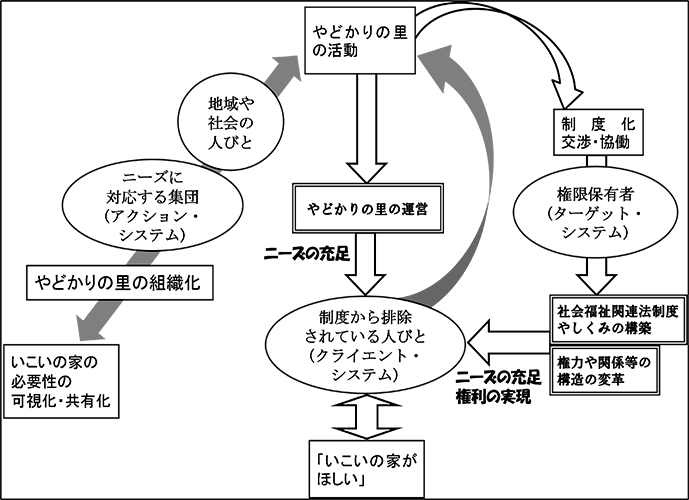 やどかりの里
の活動
地域や
社会の
人びと
制度化
交渉・協働
ニーズに
対応する集団
(アクション・
システム)
権限保有者
(ターゲット・
システム)
やどかりの里の運営
ニーズの充足
やどかりの里の組織化
制度から排除
されている人びと
(クライエント・
システム)
社会福祉関連法制度
やしくみの構築
いこいの家の
必要性の
可視化・共有化
権力や関係等の
構造の変革
ニーズの充足
権利の実現
「いこいの家が
ほしい」